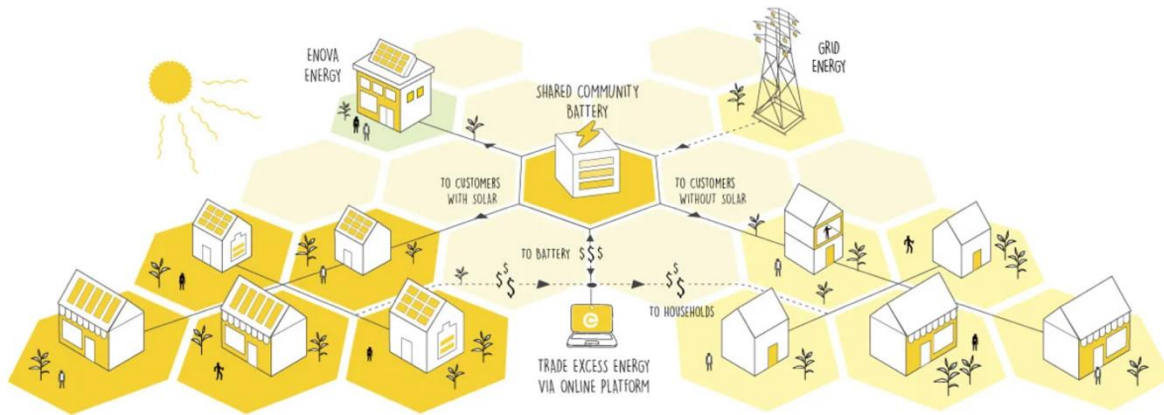 ENOVA
ENERGY
GRID
ENERGY
SHARED COMMUNITY
BATTERY
TO CUSTOMERS
WITH SOLAR
TO CUSTOMERS
WITHOUT SOLAR
TO BATTERY $$$
$$
$$
TO HOUSEHOLDS
TRADE EXCESS ENERGY
VIA ONLINE PLATFORM